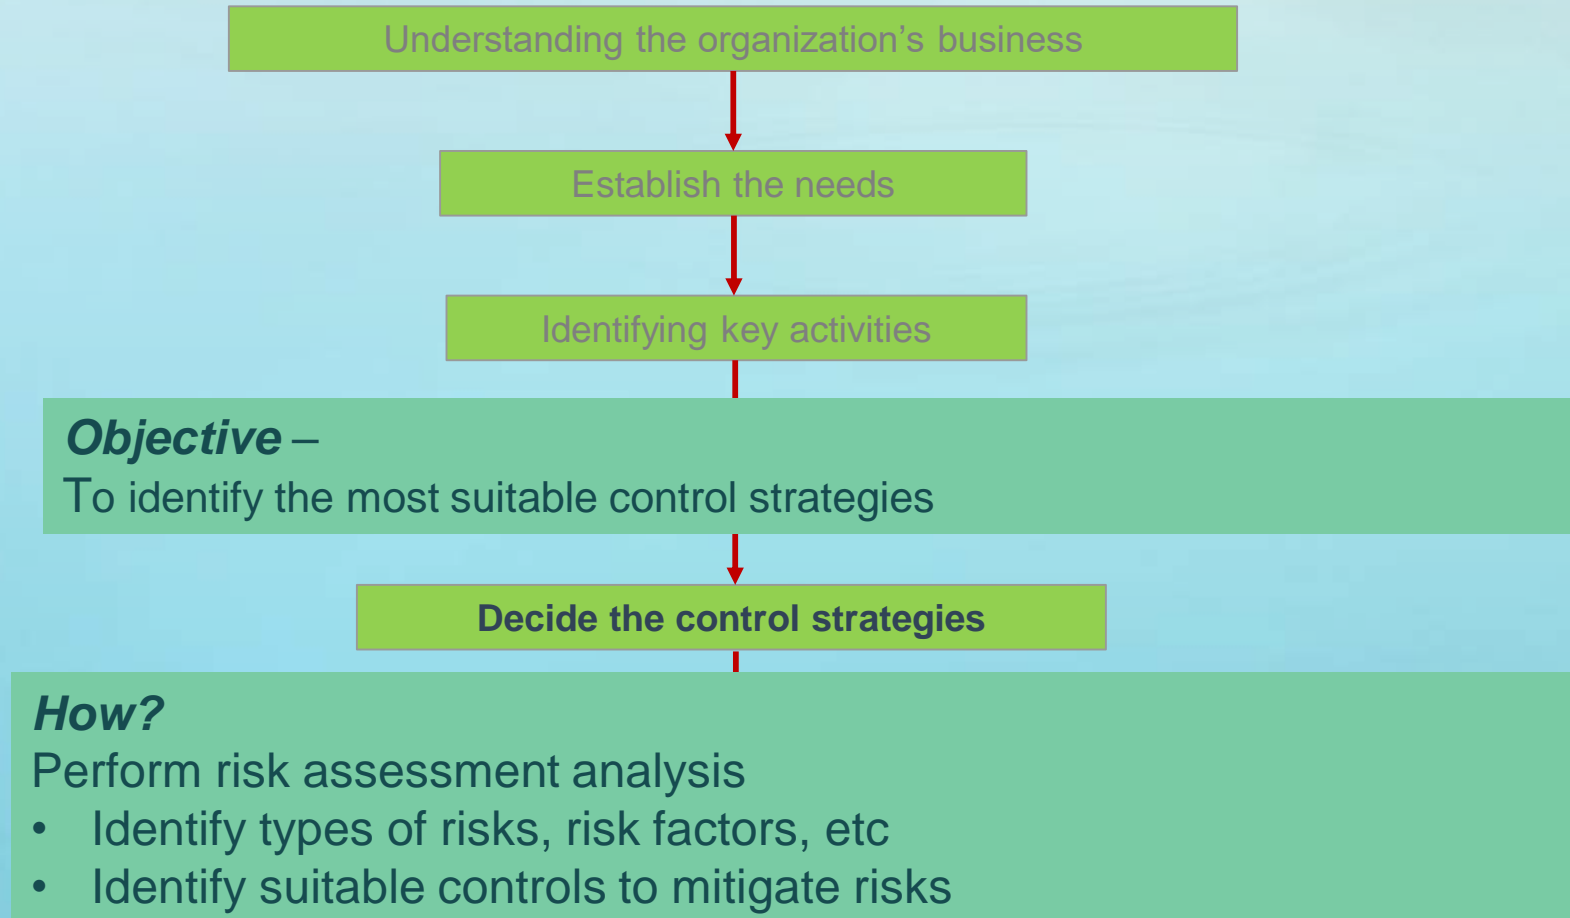 Understanding the organization’s business
Establish the needs
Identifying key activities
Objective –
To identify the most suitable control strategies
Decide the control strategies
How?
Perform risk assessment analysis
• Identify types of risks, risk factors, etc
• Identify suitable controls to mitigate risks